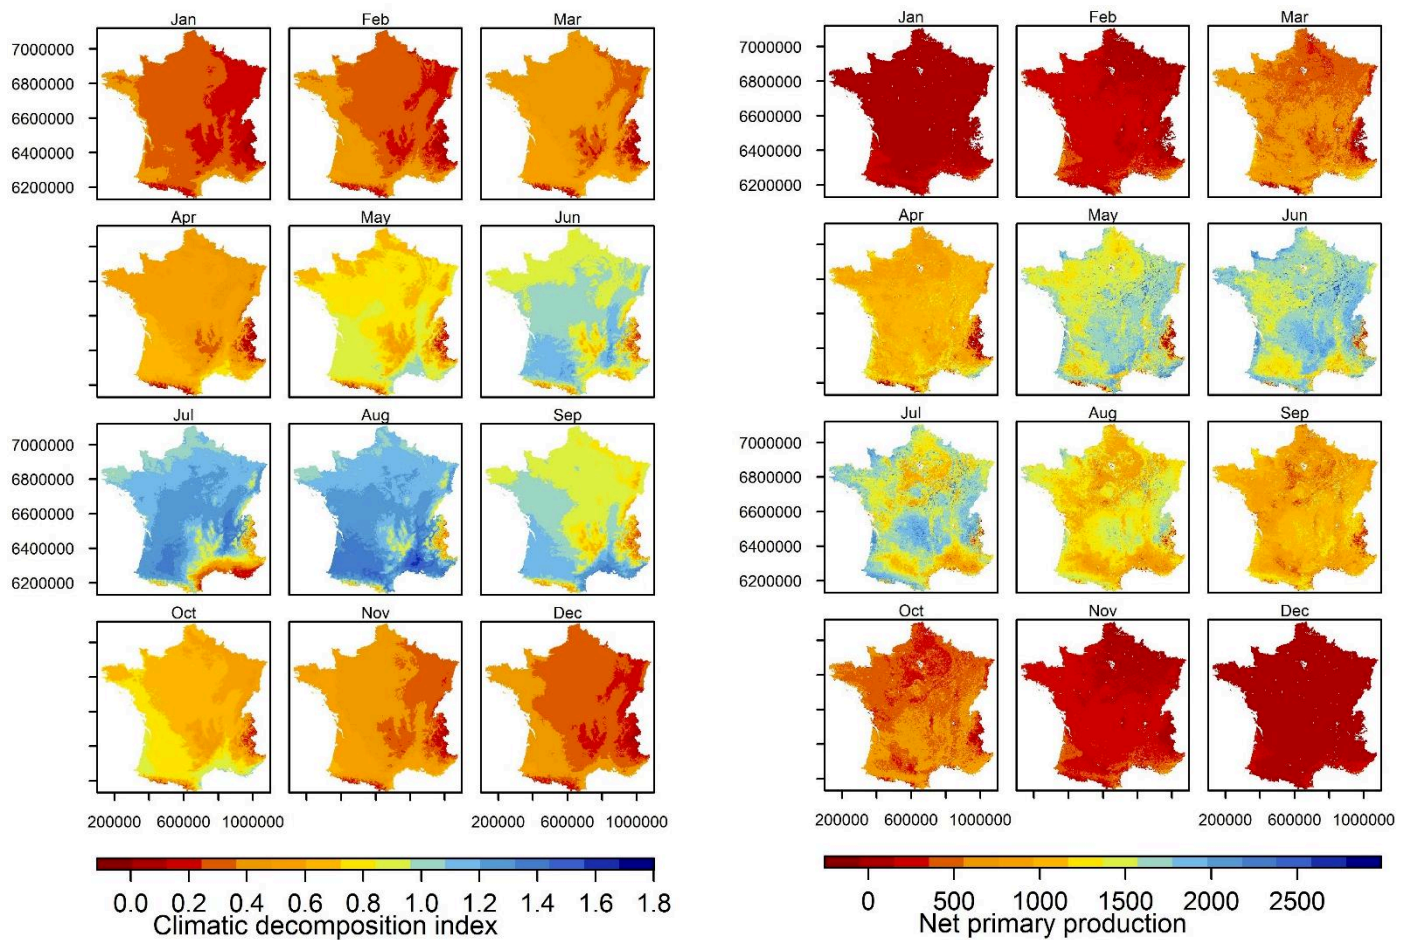 Jan Feb Mar
7000000
6800000
6600000
6400000
6200000
Apr May Jun
Jul Aug Sep
7000000
6800000
6600000
6400000
6200000
Oct Nov Dec
200000 600000 1000000 200000 600000 1000000
0.0 0.2 0.4 0.6 0.8 1.0 1.2 1.4 1.6 1.8
Climatic decomposition index
Jan Feb Mar
7000000
6800000
6600000
6400000
6200000
Apr May Jun
Jul Aug Sep
7000000
6800000
6600000
6400000
6200000
Oct Nov Dec
200000 600000 1000000 200000 600000 1000000
0 500 1000 1500 2000 2500
Net primary production